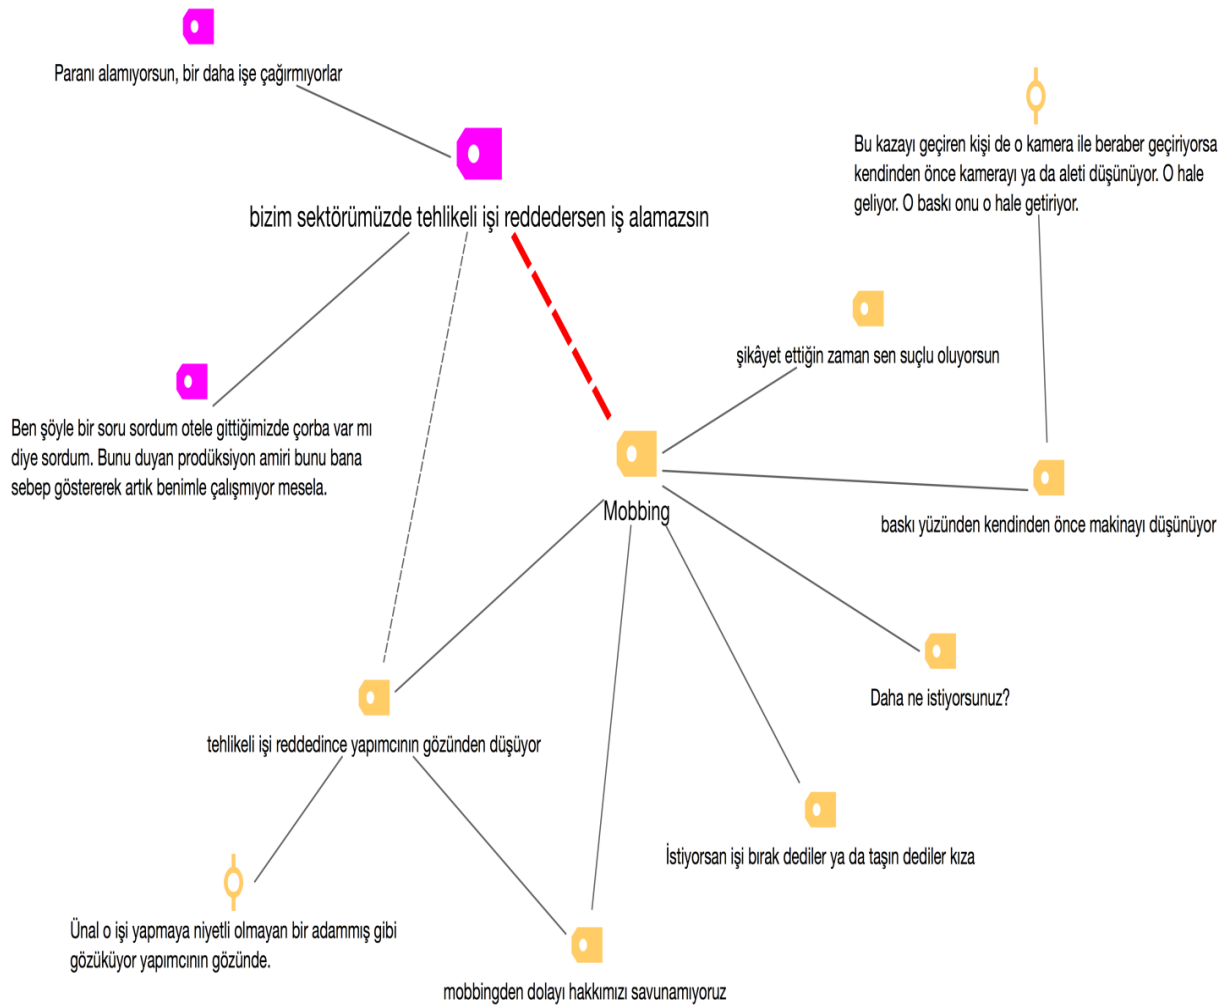 Paranı alamıyorsun, bir daha işe çağırmıyorlar
Bu kazayı geçiren kişi de o kamera ile beraber geçiriyorsa
kendinden önce kamerayı ya da aleti düşünüyor. O hale
geliyor. O baskı onu o hale getiriyor.
bizim sektörümüzde tehlikeli işi reddedersen iş alamazsın
şikâyet ettiğin zaman sen suçlu oluyorsun
Ben şöyle bir soru sordum otele gittiğimizde çorba var mı
diye sordum. Bunu duyan prodüksiyon amiri bunu bana
sebep göstererek artık benimle çalışmıyor mesela.
Mobbing
baskı yüzünden kendinden önce makinayı düşünüyor
Daha ne istiyorsunuz?
tehlikeli işi reddedince yapımcının gözünden düşüyor
İstiyorsan işi bırak dediler ya da taşın dediler kıza
Ünal o işi yapmaya niyetli olmayan bir adammış gibi
gözüküyor yapımcının gözünde.
mobbingden dolayı hakkımızı savunamıyoruz